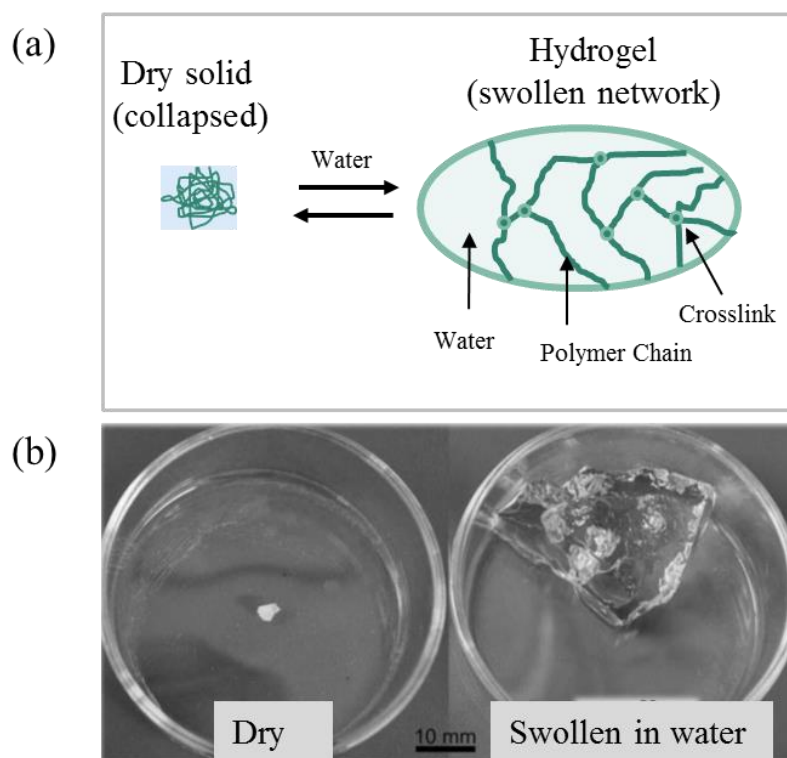 (a)
Dry solid
(collapsed)
Water
Hydrogel
(swollen network)
Water
Polymer Chain
Crosslink
(b)
Dry
10 mm
Swollen in water